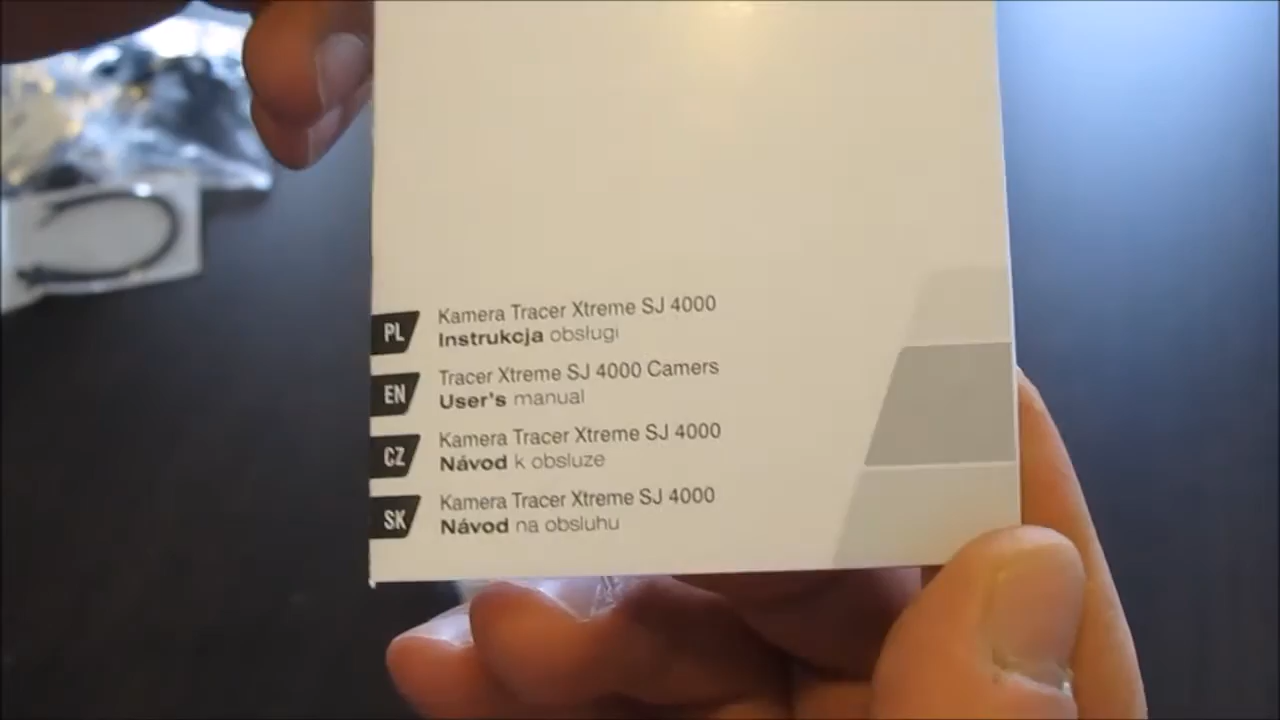 PL
Kamera Tracer Xtreme SJ 4000
Instrukcja obsługi
EN
Tracer Xtreme SJ 4000 Camers
User's manual
CZ
Kamera Tracer Xtreme SJ 4000
Návod k obsluze
SK
Kamera Tracer Xtreme SJ 4000
Návod na obsluhu